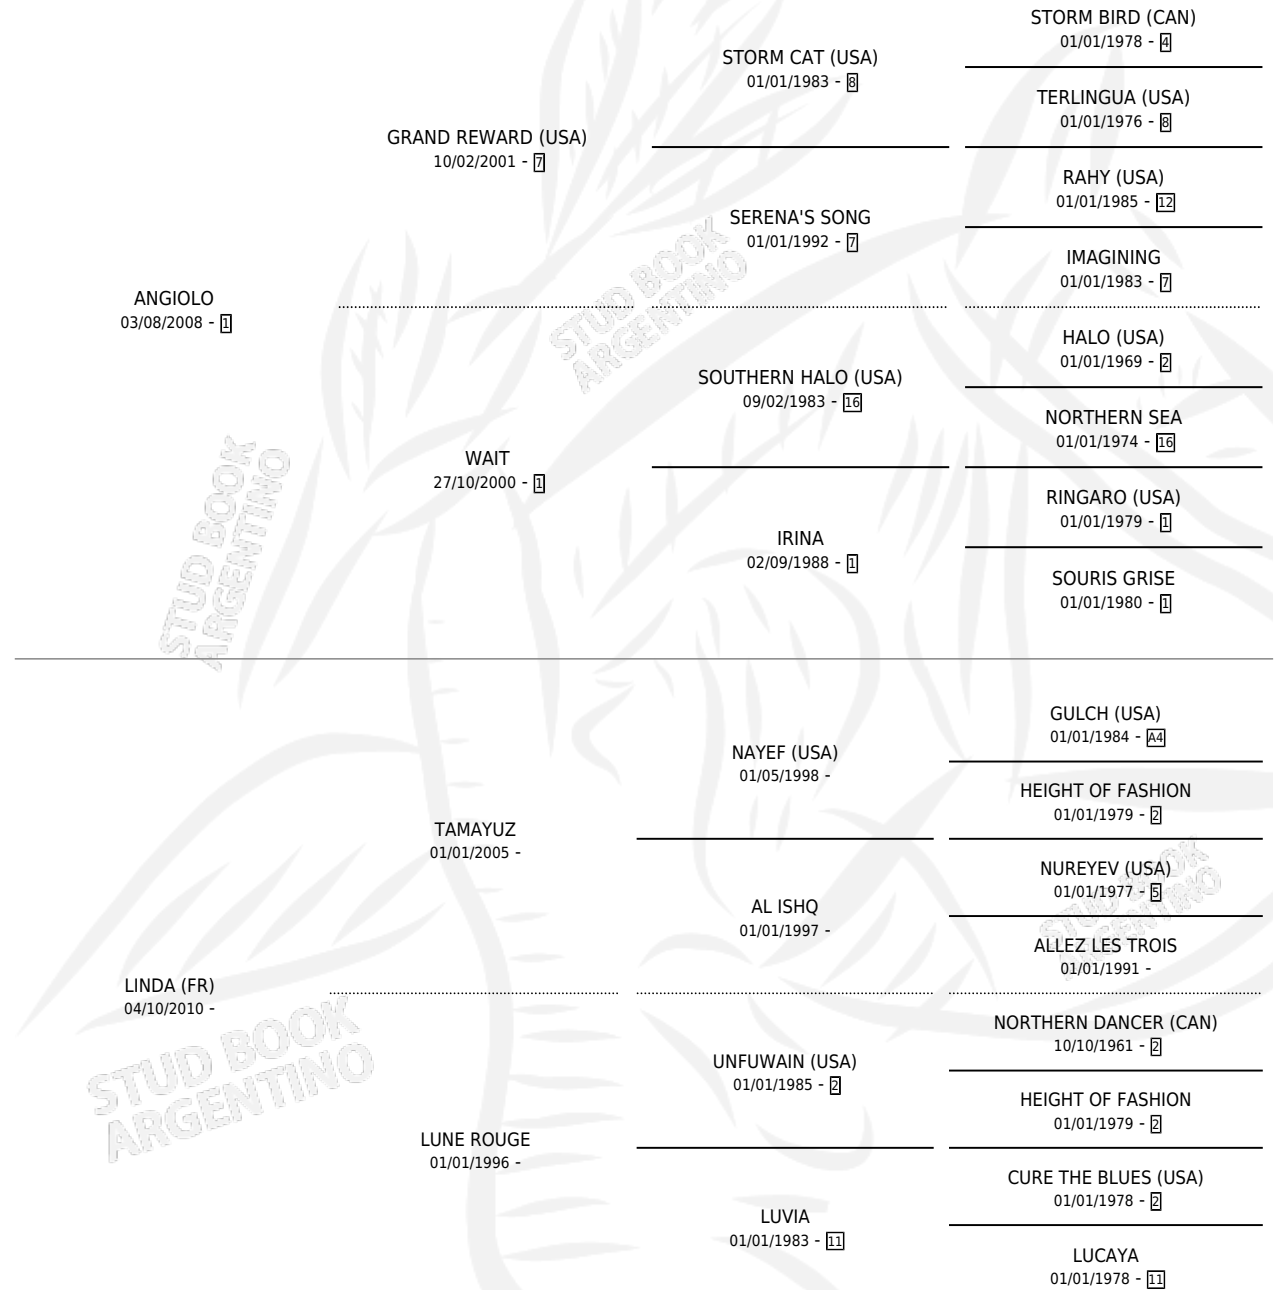 STORM BIRD (CAN)
01/01/1978 - 4
STORM CAT (USA)
01/01/1983 - 8
TERLINGUA (USA)
01/01/1976 - 8
GRAND REWARD (USA)
10/02/2001 - 7
RAHY (USA)
01/01/1985 - 12
SERENA'S SONG
01/01/1992 - 7
IMAGINING
01/01/1983 - 7
ANGIOLO
03/08/2008 - 1
STUD BOOK
ARGENTINO
HALO (USA)
01/01/1969 - 2
SOUTHERN HALO (USA)
09/02/1983 - 16
NORTHERN SEA
01/01/1974 - 16
WAIT
27/10/2000 - 1
RINGARO (USA)
01/01/1979 - 1
IRINA
02/09/1988 - 1
SOURIS GRISE
01/01/1980 - 1
STUD BOOK
ARGENTINO
GULCH (USA)
01/01/1984 - A4
NAYEF (USA)
01/05/1998 -
HEIGHT OF FASHION
01/01/1979 - 2
TAMAYUZ
01/01/2005 -
NUREYEV (USA)
01/01/1977 - 5
AL ISHQ
01/01/1997 -
ALLEZ LES TROIS
01/01/1991 -
STUD BOOK
ARGENTINO
LINDA (FR)
04/10/2010 -
NORTHERN DANCER (CAN)
10/10/1961 - 2
UNFUWAIN (USA)
01/01/1985 - 2
HEIGHT OF FASHION
01/01/1979 - 2
STUD BOOK
ARGENTINO
LUNE ROUGE
01/01/1996 -
CURE THE BLUES (USA)
01/01/1978 - 2
LUVIA
01/01/1983 - 11
LUCAYA
01/01/1978 - 11